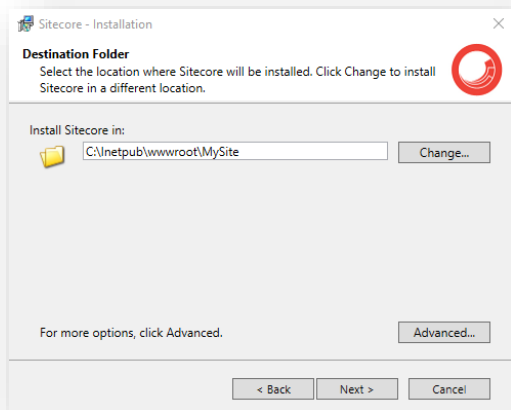 Sitecore - Installation
Destination Folder
Select the location where Sitecore will be installed. Click Change to install
Sitecore in a different location.
Install Sitecore in:
C:\Inetpub\wwwroot\MySite
Change...
For more options, click Advanced.
Advanced...
< Back
Next >
Cancel